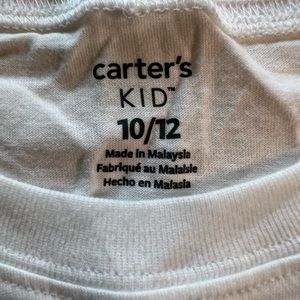 carter's
KID™
10/12
Made in Malaysia
Fabriqué au Malaisie
Hecho en Malasia